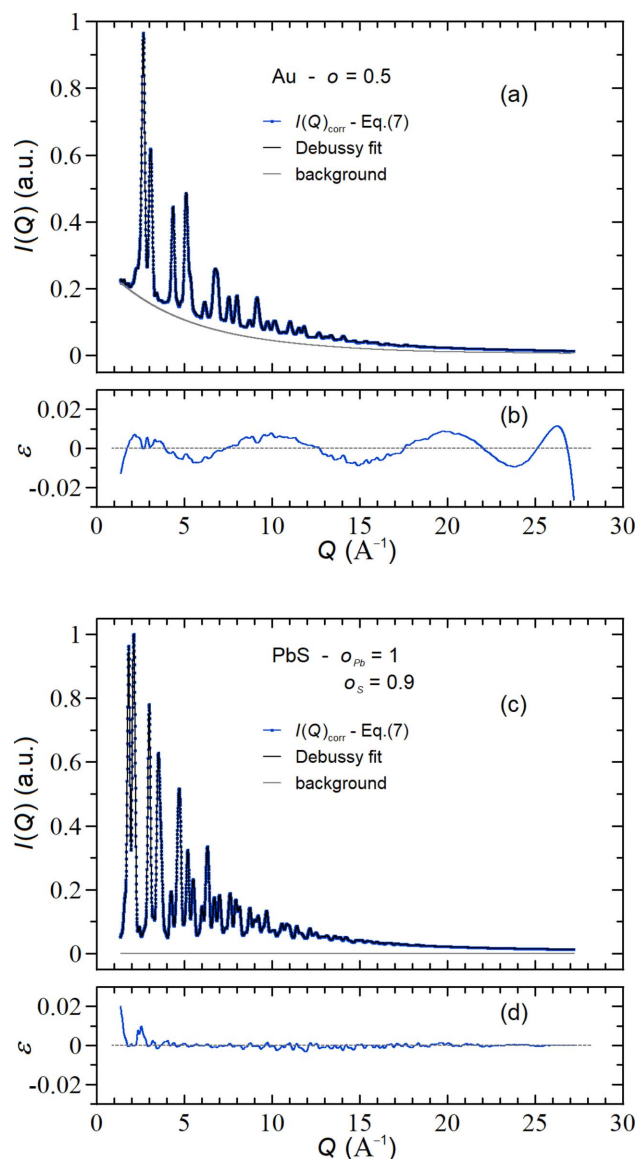 1
0.8
0.6
0.4
0.2
0
I(Q) (a.u.)
Au - o = 0.5
(a)
I(Q)corr - Eq.(7)
Debussy fit
background
0.02
0
-0.02
ε
(b)
0 5 10 15 20 25 30
Q (A⁻¹)
1
0.8
0.6
0.4
0.2
0
I(Q) (a.u.)
PbS - oPb = 1
oS = 0.9
(c)
I(Q)corr - Eq.(7)
Debussy fit
background
0.02
0
-0.02
ε
(d)
0 5 10 15 20 25 30
Q (A⁻¹)